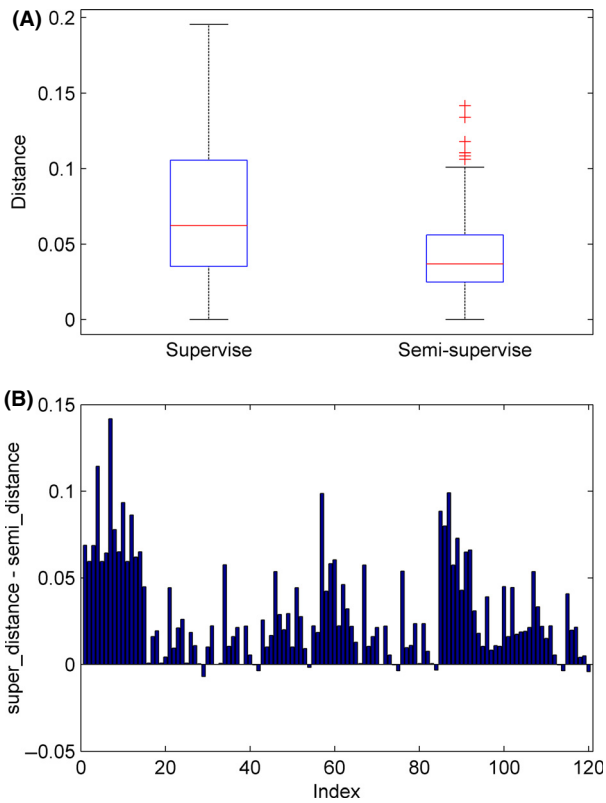 (A)
0.2
0.15
0.1
0.05
0
Distance
Supervise Semi-supervise
(B)
0.15
0.1
0.05
0
−0.05
super_distance - semi_distance
0 20 40 60 80 100 120
Index